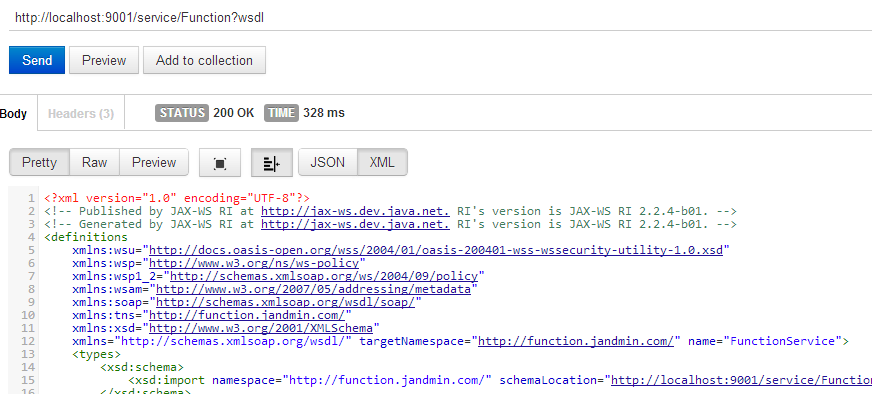 http://localhost:9001/service/Function?wsdl
Send Preview Add to collection
Body Headers (3) STATUS 200 OK TIME 328 ms
Pretty Raw Preview JSON XML
1 <?xml version="1.0" encoding="UTF-8"?>
2 <!-- Published by JAX-WS RI at http://jax-ws.dev.java.net. RI's version is JAX-WS RI 2.2.4-b01. -->
3 <!-- Generated by JAX-WS RI at http://jax-ws.dev.java.net. RI's version is JAX-WS RI 2.2.4-b01. -->
4 <definitions
5 xmlns:wsu="http://docs.oasis-open.org/wss/2004/01/oasis-200401-wss-wssecurity-utility-1.0.xsd"
6 xmlns:wsp="http://www.w3.org/ns/ws-policy"
7 xmlns:wsp1_2="http://schemas.xmlsoap.org/ws/2004/09/policy"
8 xmlns:wsam="http://www.w3.org/2007/05/addressing/metadata"
9 xmlns:soap="http://schemas.xmlsoap.org/wsdl/soap/"
10 xmlns:tns="http://function.jandmin.com/"
11 xmlns:xsd="http://www.w3.org/2001/XMLSchema"
12 xmlns="http://schemas.xmlsoap.org/wsdl/" targetNamespace="http://function.jandmin.com/" name="FunctionService">
13 <types>
14 <xsd:schema>
15 <xsd:import namespace="http://function.jandmin.com/" schemaLocation="http://localhost:9001/service/Function
16 </xsd:schema>